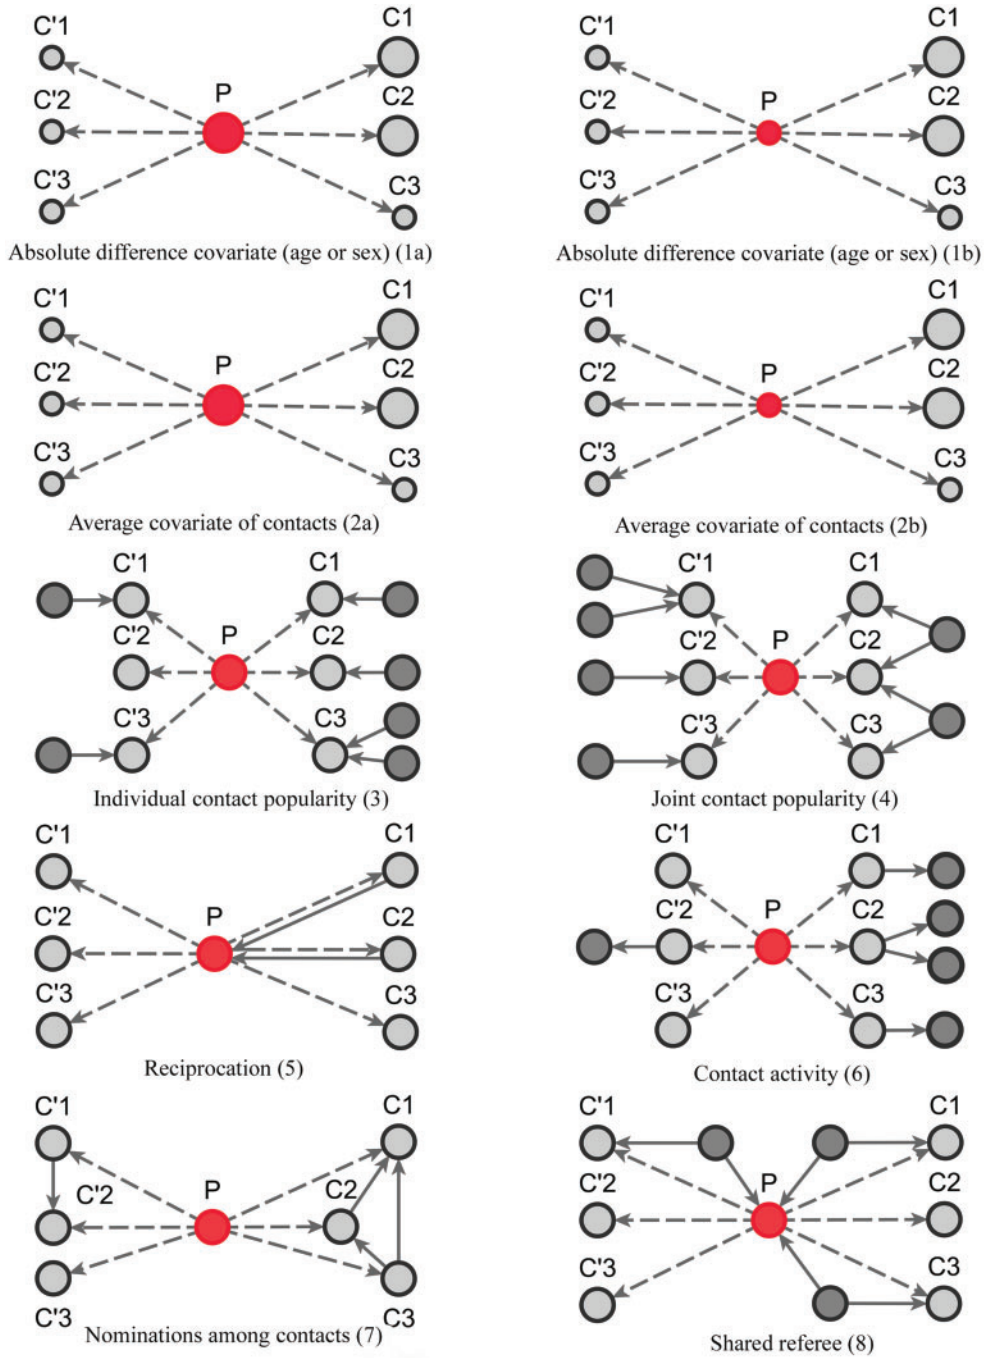 C'1 C1 C'1 C1
P P
C'2 C2 C'2 C2
C'3 C3 C'3 C3
Absolute difference covariate (age or sex) (1a) Absolute difference covariate (age or sex) (1b)
C'1 C1 C'1 C1
P P
C'2 C2 C'2 C2
C'3 C3 C'3 C3
Average covariate of contacts (2a) Average covariate of contacts (2b)
C'1 C1 C'1 C1
C'2 P C2 C'2 P C2
C'3 C3 C'3 C3
Individual contact popularity (3) Joint contact popularity (4)
C'1 C1 C'1 C1
C'2 P C2 C'2 P C2
C'3 C3 C'3 C3
Reciprocation (5) Contact activity (6)
C'1 C1 C'1 C1
C'2 P C2 C'2 P C2
C'3 C3 C'3 C3
Nominations among contacts (7) Shared referee (8)